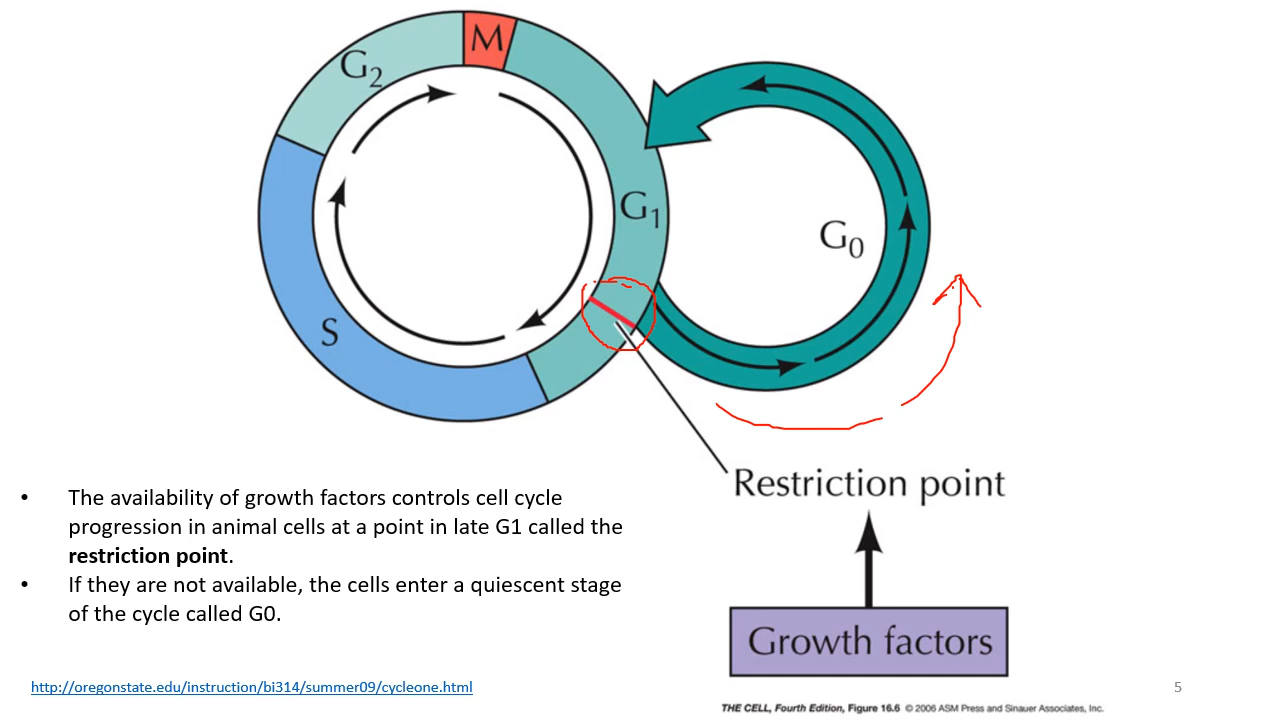 M
G₂
G₁
G₀
S
Restriction point
Growth factors
• The availability of growth factors controls cell cycle
progression in animal cells at a point in late G1 called the
restriction point.
• If they are not available, the cells enter a quiescent stage
of the cycle called G0.
http://oregonstate.edu/instruction/bi314/summer09/cycleone.html
5
THE CELL, Fourth Edition, Figure 16.6 © 2006 ASM Press and Sinauer Associates, Inc.